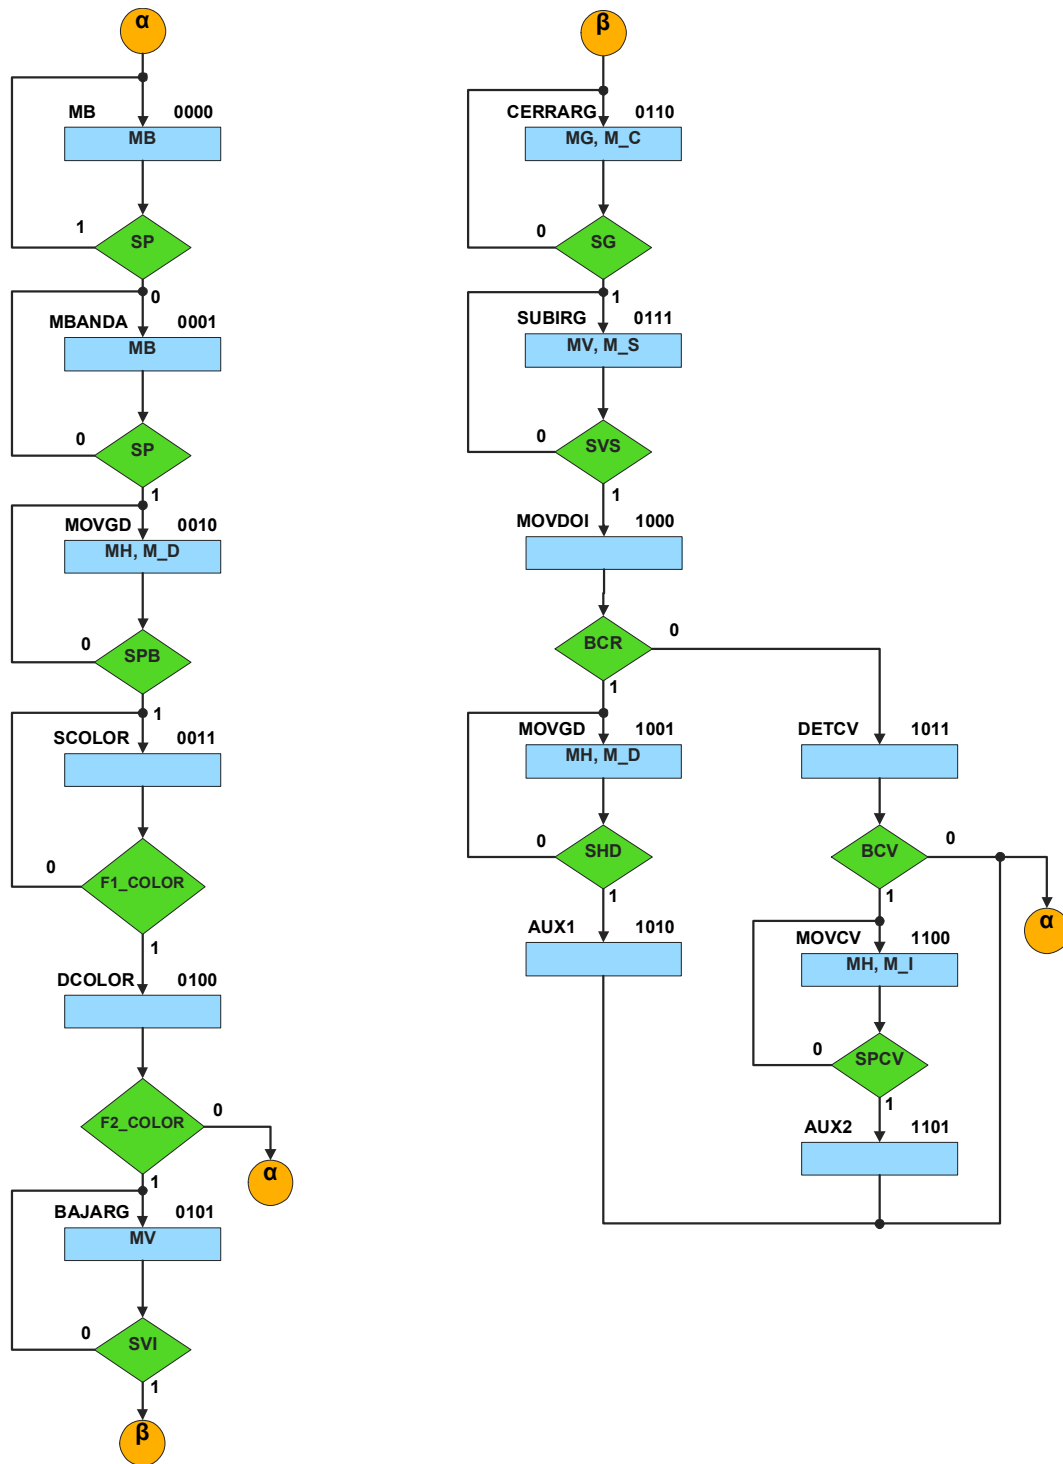 α
MB 0000
MB
1
SP
0
MBANDA 0001
MB
0
SP
1
MOVGD 0010
MH, M_D
0
SPB
1
SCOLOR 0011
0
F1_COLOR
1
DCOLOR 0100
0
F2_COLOR
α
1
BAJARG 0101
MV
0
SVI
1
β
β
CERRARG 0110
MG, M_C
0
SG
1
SUBIRG 0111
MV, M_S
0
SVS
1
MOVDOI 1000
0
BCR
1
MOVGD 1001
MH, M_D
0
SHD
1
AUX1 1010
DETCV 1011
0
BCV
1
α
MOVCV 1100
MH, M_I
0
SPCV
1
AUX2 1101